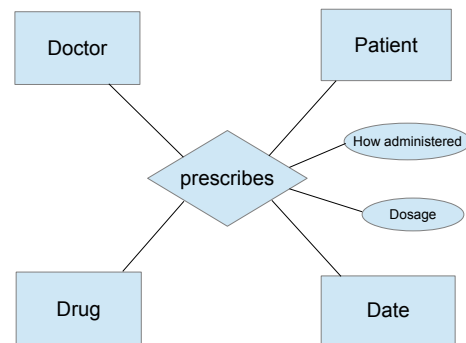 Doctor
Patient
How administered
prescribes
Dosage
Drug
Date